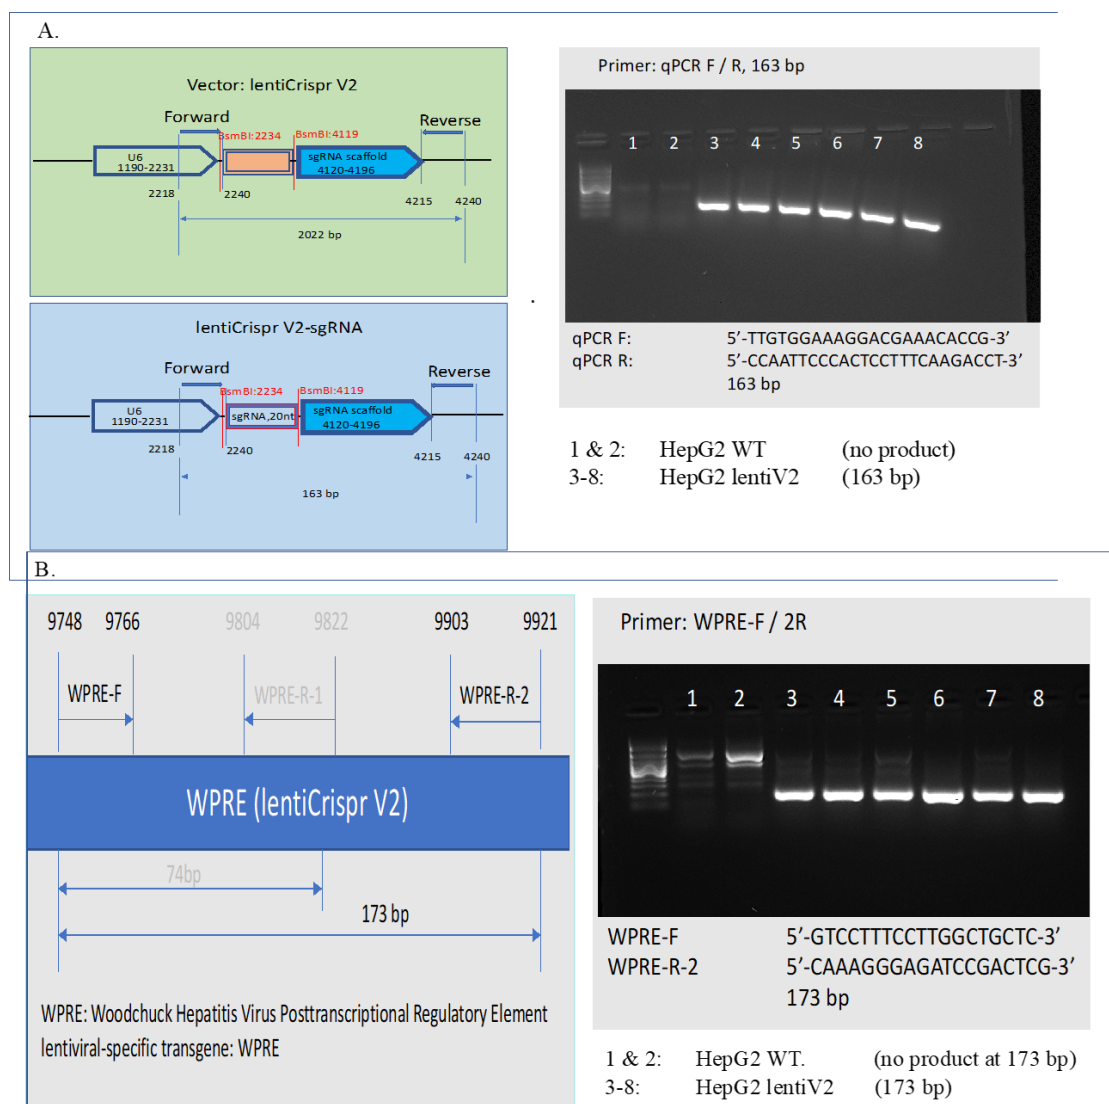 A.
Vector: lentiCrispr V2
Forward
Reverse
BsmBI:2234
BsmBI:4119
U6
1190-2231
sgRNA scaffold
4120-4196
2218
2240
4215
4240
2022 bp
lentiCrispr V2-sgRNA
Forward
Reverse
BsmBI:2234
BsmBI:4119
U6
1190-2231
sgRNA,20nt
sgRNA scaffold
4120-4196
2218
2240
4215
4240
163 bp
Primer: qPCR F / R, 163 bp
1 2 3 4 5 6 7 8
qPCR F: 5’-TTGTGGAAAGGACGAAACACCG-3’
qPCR R: 5’-CCAATTCCCACTCCTTTCAAGACCT-3’
163 bp
1 & 2: HepG2 WT (no product)
3-8: HepG2 lentiV2 (163 bp)
B.
9748 9766 9804 9822 9903 9921
WPRE-F WPRE-R-1 WPRE-R-2
WPRE (lentiCrispr V2)
74bp
173 bp
WPRE: Woodchuck Hepatitis Virus Posttranscriptional Regulatory Element
lentiviral-specific transgene: WPRE
Primer: WPRE-F / 2R
1 2 3 4 5 6 7 8
WPRE-F 5’-GTCCTTTCCTTGGCTGCTC-3’
WPRE-R-2 5’-CAAAGGGAGATCCGACTCG-3’
173 bp
1 & 2: HepG2 WT. (no product at 173 bp)
3-8: HepG2 lentiV2 (173 bp)